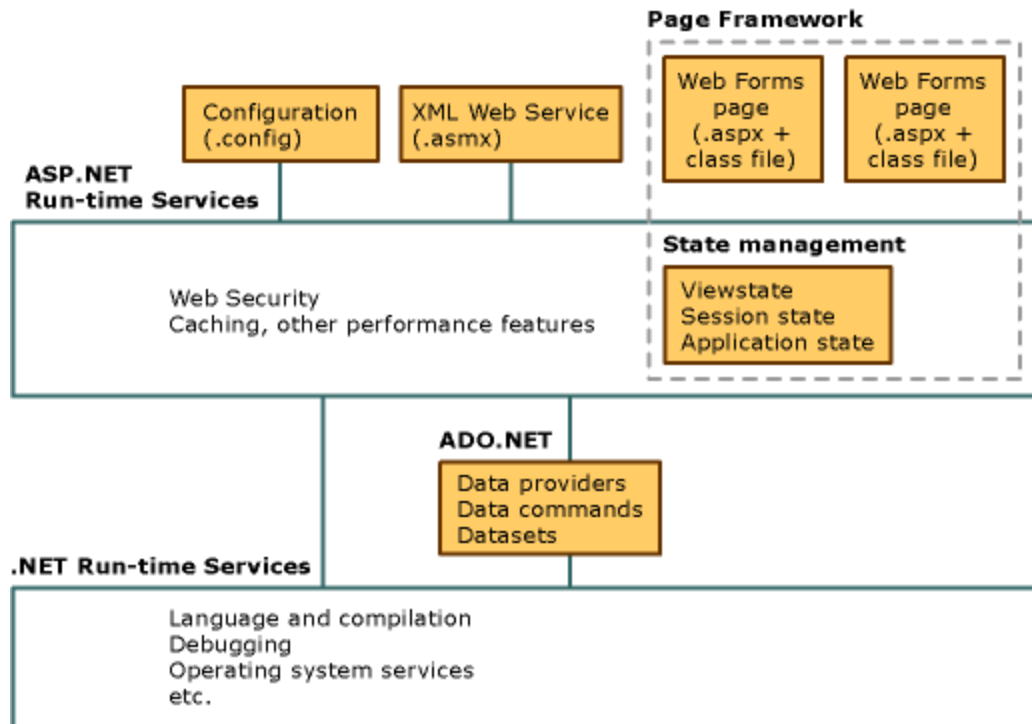 Page Framework
Configuration
(.config)
XML Web Service
(.asmx)
Web Forms
page
(.aspx +
class file)
Web Forms
page
(.aspx +
class file)
ASP.NET
Run-time Services
Web Security
Caching, other performance features
State management
Viewstate
Session state
Application state
ADO.NET
Data providers
Data commands
Datasets
.NET Run-time Services
Language and compilation
Debugging
Operating system services
etc.